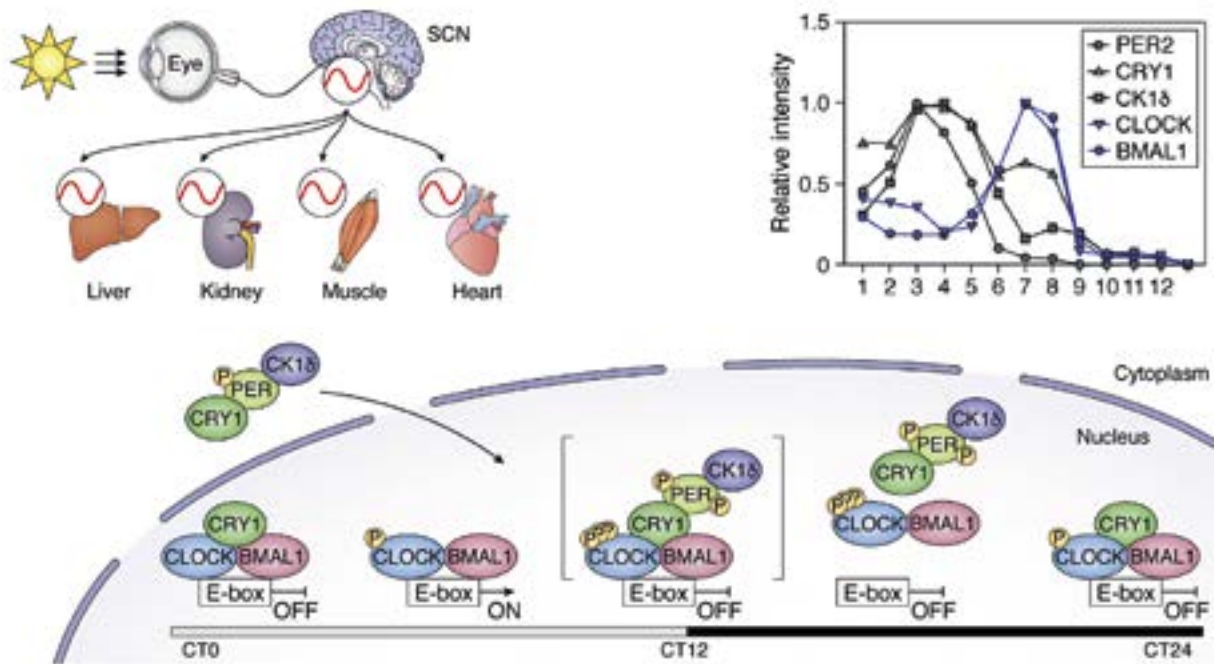 SCN
Eye
Liver
Kidney
Muscle
Heart
Relative intensity
1.5
1.0
0.5
0
PER2
CRY1
CK1δ
CLOCK
BMAL1
1 2 3 4 5 6 7 8 9 10 11 12
Cytoplasm
Nucleus
P
PER
CK1δ
CRY1
CRY1
CLOCK BMAL1
E-box
OFF
P
CLOCK BMAL1
E-box
ON
P
PER
CK1δ
P
CRY1
P??
CLOCK BMAL1
E-box
OFF
P
PER
CK1δ
P
CRY1
P??
CLOCK BMAL1
E-box
OFF
CRY1
P
CLOCK BMAL1
E-box
OFF
CT0
CT12
CT24